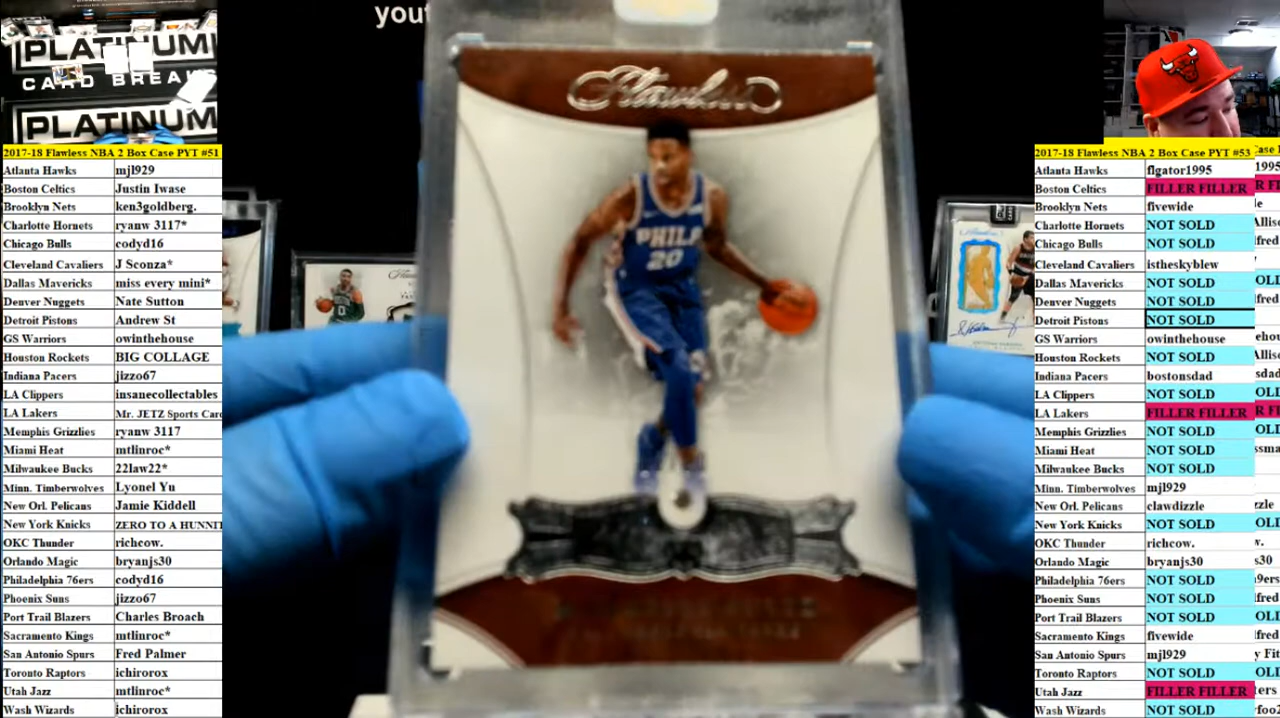 yout
PLATINUM
CARD BREA
PLATINUM
2017-18 Flawless NBA 2 Box Case PYT #51
Atlanta Hawks mjl929
Boston Celtics Justin Iwase
Brooklyn Nets ken3goldberg.
Charlotte Hornets ryanw 3117*
Chicago Bulls codyd16
Cleveland Cavaliers J Sconza*
Dallas Mavericks miss every mini*
Denver Nuggets Nate Sutton
Detroit Pistons Andrew St
GS Warriors owinthehouse
Houston Rockets BIG COLLAGE
Indiana Pacers jizzo67
LA Clippers insanecollectables
LA Lakers Mr. JETZ Sports Card
Memphis Grizzlies ryanw 3117
Miami Heat mtlinroc*
Milwaukee Bucks 22law22*
Minn. Timberwolves Lyonel Yu
New Orl. Pelicans Jamie Kiddell
New York Knicks ZERO TO A HUNNI
OKC Thunder richcow.
Orlando Magic bryanjs30
Philadelphia 76ers codyd16
Phoenix Suns jizzo67
Port Trail Blazers Charles Broach
Sacramento Kings mtlinroc*
San Antonio Spurs Fred Palmer
Toronto Raptors ichirorox
Utah Jazz mtlinroc*
Wash Wizards ichirorox
Flawless
PHILA
20
2017-18 Flawless NBA 2 Box Case PYT #53
Atlanta Hawks flgator1995
Boston Celtics FILLER FILLER
Brooklyn Nets fivewide
Charlotte Hornets NOT SOLD
Chicago Bulls NOT SOLD
Cleveland Cavaliers istheskyblew
Dallas Mavericks NOT SOLD
Denver Nuggets NOT SOLD
Detroit Pistons NOT SOLD
GS Warriors owinthehouse
Houston Rockets NOT SOLD
Indiana Pacers bostonsdad
LA Clippers NOT SOLD
LA Lakers FILLER FILLER
Memphis Grizzlies NOT SOLD
Miami Heat NOT SOLD
Milwaukee Bucks NOT SOLD
Minn. Timberwolves mjl929
New Orl. Pelicans clawdizzle
New York Knicks NOT SOLD
OKC Thunder richcow.
Orlando Magic bryanjs30
Philadelphia 76ers NOT SOLD
Phoenix Suns NOT SOLD
Port Trail Blazers NOT SOLD
Sacramento Kings fivewide
San Antonio Spurs mjl929
Toronto Raptors NOT SOLD
Utah Jazz FILLER FILLER
Wash Wizards NOT SOLD